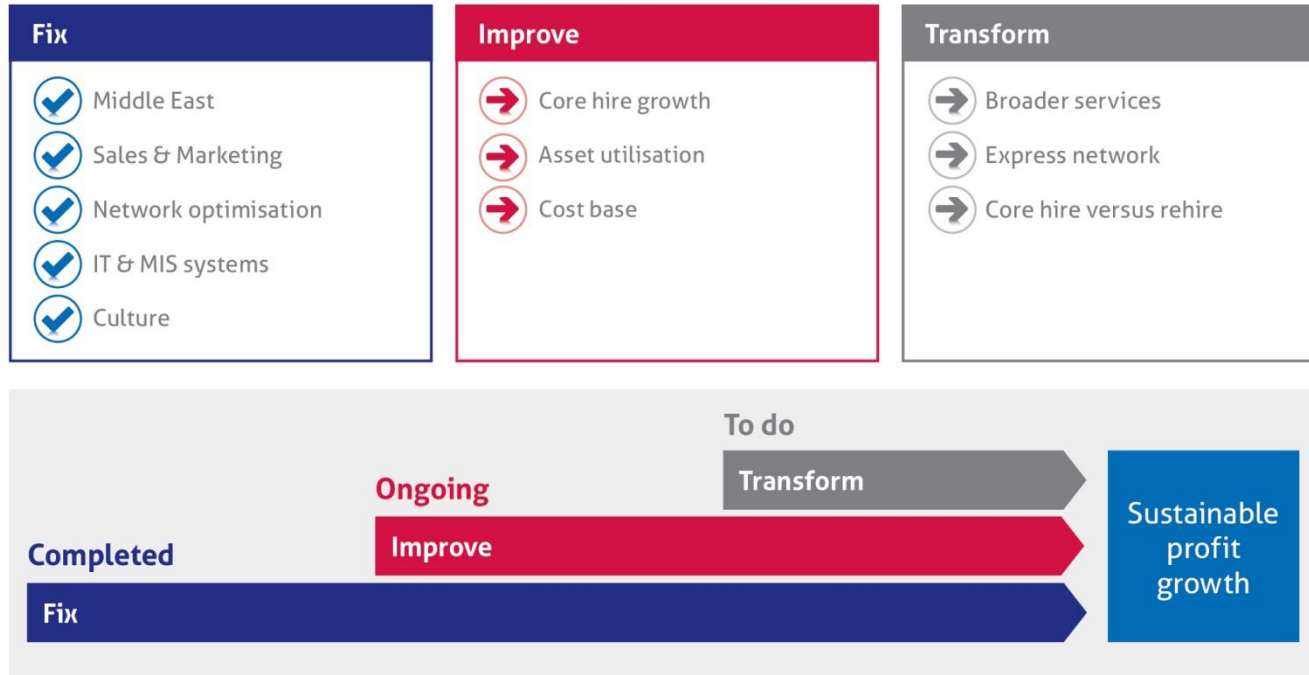 Fix
Middle East
Sales & Marketing
Network optimisation
IT & MIS systems
Culture
Improve
Core hire growth
Asset utilisation
Cost base
Transform
Broader services
Express network
Core hire versus rehire
To do
Transform
Ongoing
Improve
Completed
Fix
Sustainable
profit
growth